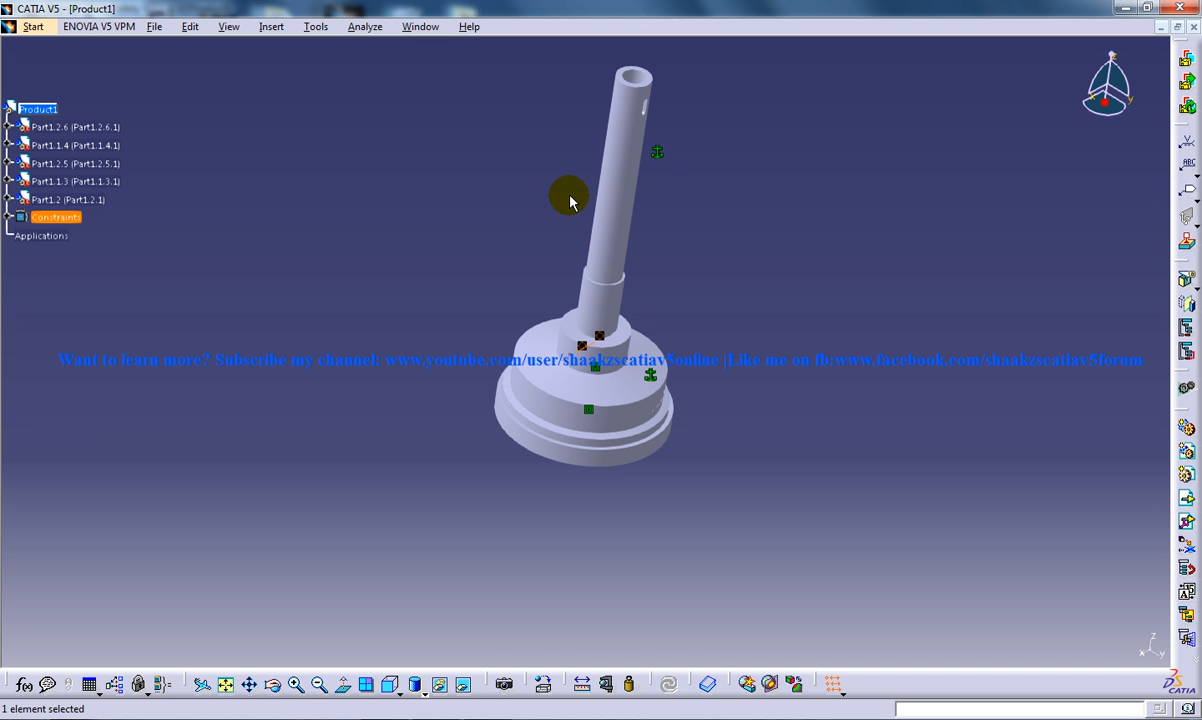 CATIA V5 - [Product1]
Start ENOVIA V5 VPM File Edit View Insert Tools Analyze Window Help
Product1
Part1.2.6 (Part1.2.6.1)
Part1.1.4 (Part1.1.4.1)
Part1.2.5 (Part1.2.5.1)
Part1.1.3 (Part1.1.3.1)
Part1.2 (Part1.2.1)
Constraints
Applications
Want to learn more? Subscribe my channel: www.youtube.com/user/shaakzscatiav5online |Like me on fb:www.facebook.com/shaakzscatiav5forum
z
x y
f(x)
CATIA
1 element selected